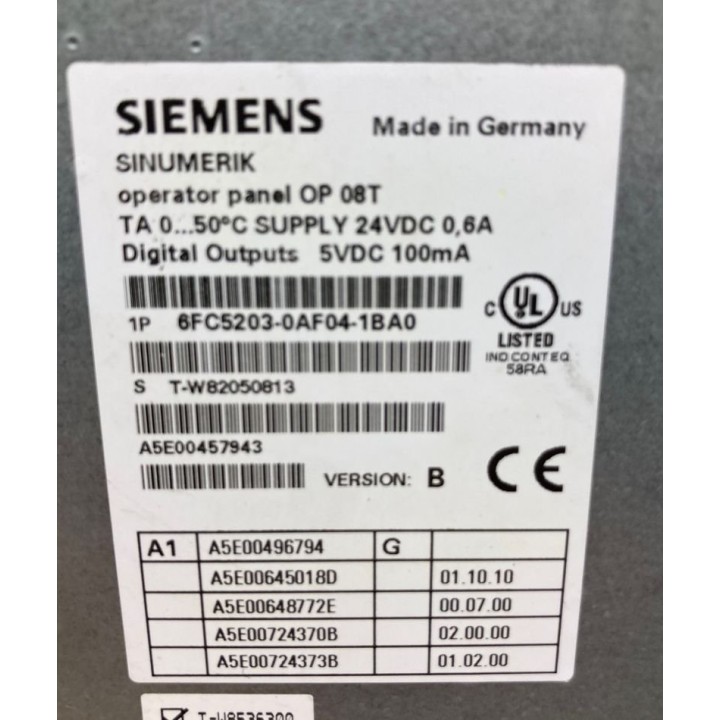 SIEMENS Made in Germany
SINUMERIK
operator panel OP 08T
TA 0...50°C SUPPLY 24VDC 0,6A
Digital Outputs 5VDC 100mA
1P 6FC5203-0AF04-1BA0
C UL US
LISTED
IND CONT EQ
58RA
S T-W82050813
A5E00457943
VERSION: B CE
A1 A5E00496794 G
A5E00645018D 01.10.10
A5E00648772E 00.07.00
A5E00724370B 02.00.00
A5E00724373B 01.02.00